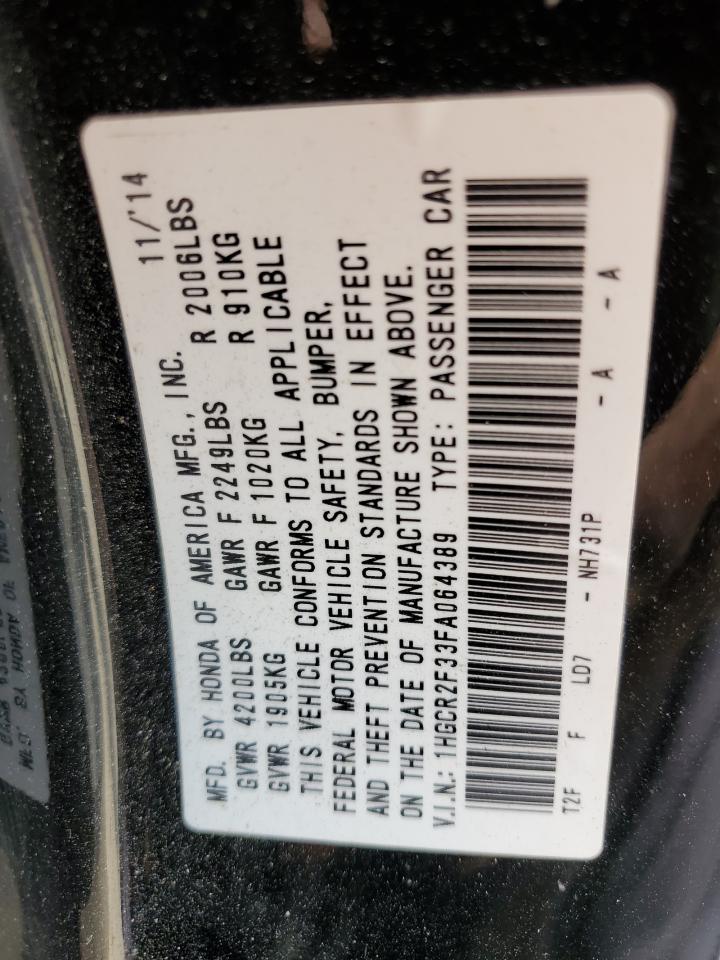 MFD. BY HONDA OF AMERICA MFG., INC. 11/'14
GVWR 4200LBS GAWR F 2249LBS R 2006LBS
GVWR 1905KG GAWR F 1020KG R 910KG
THIS VEHICLE CONFORMS TO ALL APPLICABLE
FEDERAL MOTOR VEHICLE SAFETY, BUMPER,
AND THEFT PREVENTION STANDARDS IN EFFECT
ON THE DATE OF MANUFACTURE SHOWN ABOVE.
V.I.N.: 1HGCR2F33FA064389 TYPE: PASSENGER CAR
T2F F LD7 - NH731P - A - A
HONDA OF